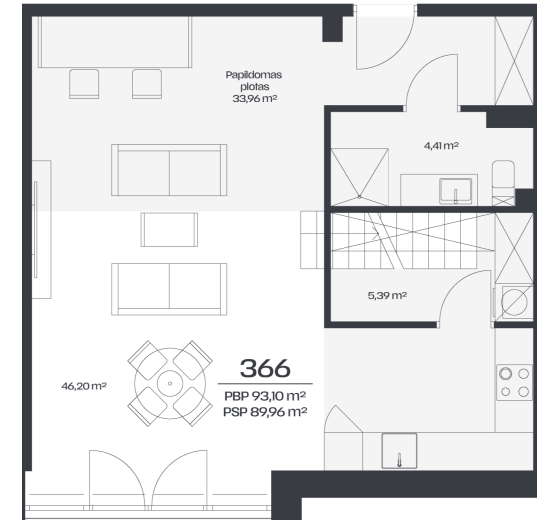 Papildomas
plotas
33,96 m²
4,41 m²
5,39 m²
366
PBP 93,10 m²
PSP 89,96 m²
46,20 m²